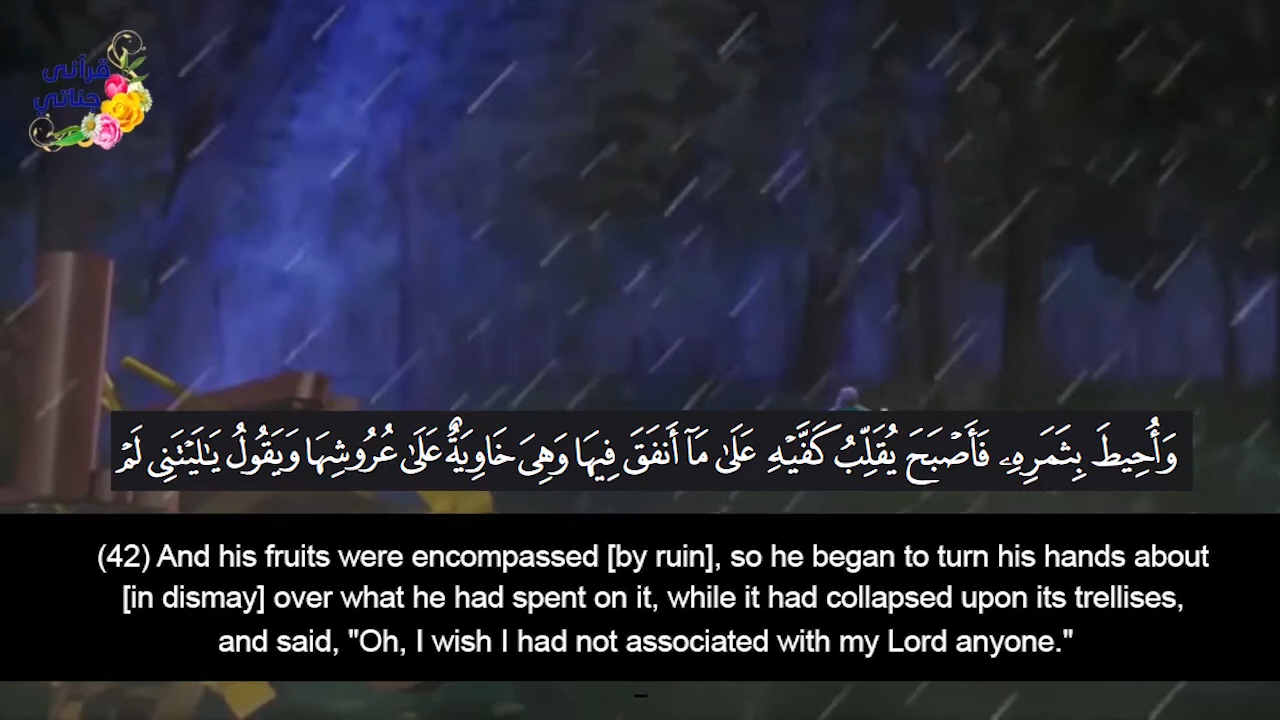 قرآني
جناتي
وَأُحِيطَ بِثَمَرِهِۦ فَأَصْبَحَ يُقَلِّبُ كَفَّيْهِ عَلَىٰ مَآ أَنفَقَ فِيهَا وَهِىَ خَاوِيَةٌ عَلَىٰ عُرُوشِهَا وَيَقُولُ يَـٰلَيْتَنِى لَمْ
(42) And his fruits were encompassed [by ruin], so he began to turn his hands about
[in dismay] over what he had spent on it, while it had collapsed upon its trellises,
and said, "Oh, I wish I had not associated with my Lord anyone."